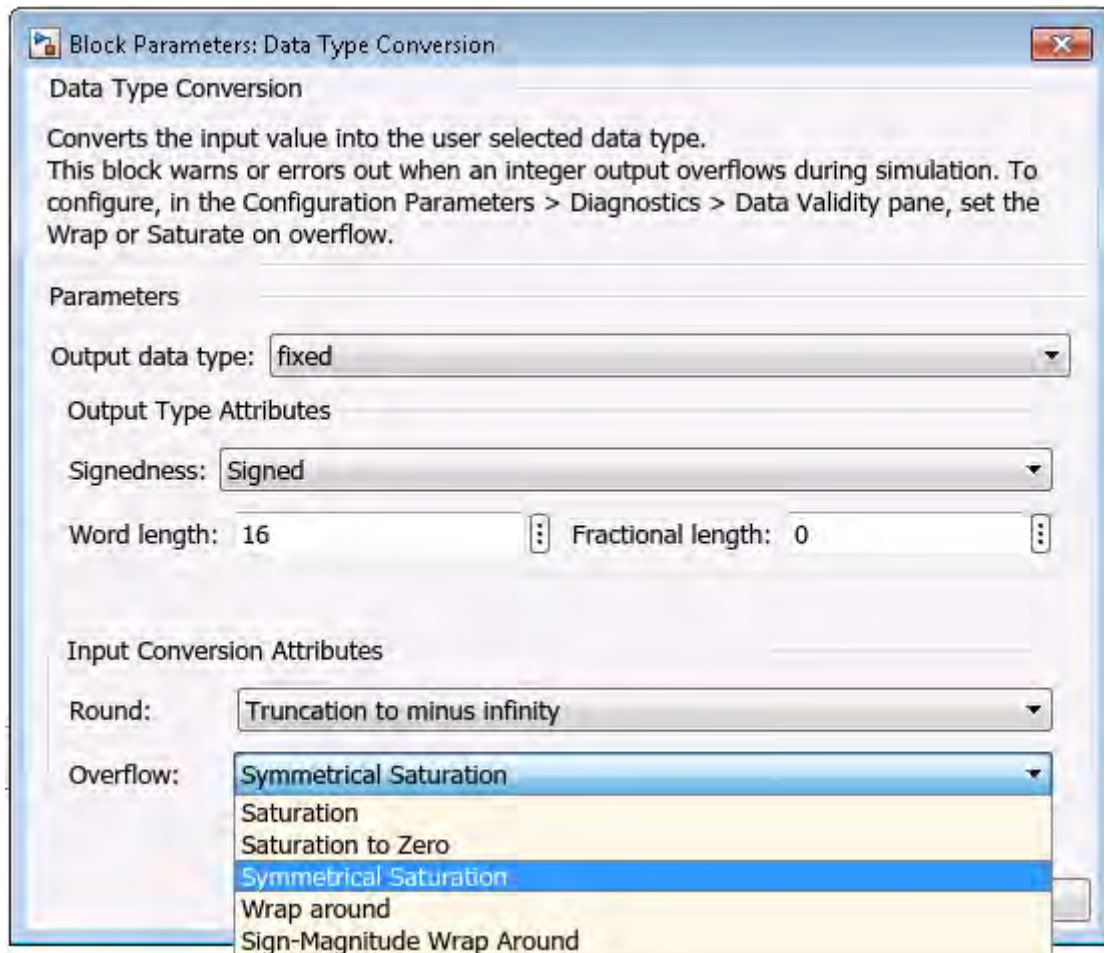 Block Parameters: Data Type Conversion
Data Type Conversion
Converts the input value into the user selected data type.
This block warns or errors out when an integer output overflows during simulation. To
configure, in the Configuration Parameters > Diagnostics > Data Validity pane, set the
Wrap or Saturate on overflow.
Parameters
Output data type: fixed
Output Type Attributes
Signedness: Signed
Word length: 16 Fractional length: 0
Input Conversion Attributes
Round: Truncation to minus infinity
Overflow: Symmetrical Saturation
Saturation
Saturation to Zero
Symmetrical Saturation
Wrap around
Sign-Magnitude Wrap Around